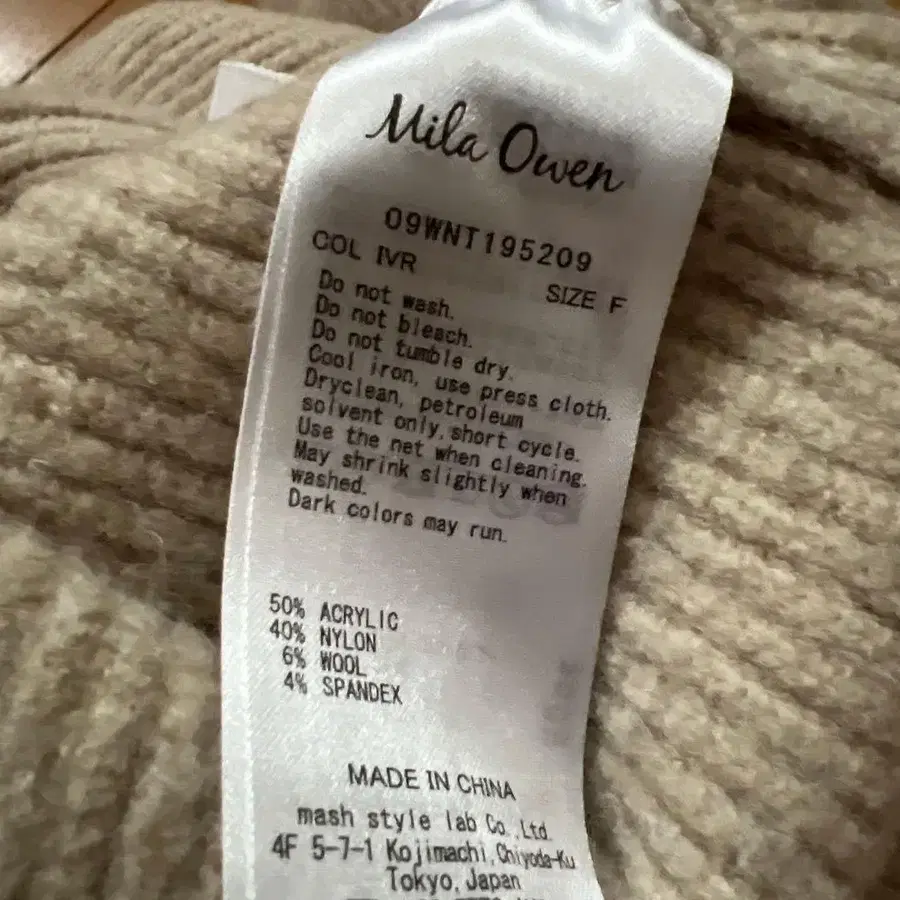 Mila Owen
09WNT195209
COL IVR
SIZE F
Do not wash.
Do not bleach.
Do not tumble dry.
Cool iron, use press cloth.
Dryclean, petroleum
solvent only, short cycle.
Use the net when cleaning.
May shrink slightly when
washed.
Dark colors may run.
50% ACRYLIC
40% NYLON
6% WOOL
4% SPANDEX
MADE IN CHINA
mash style lab Co.,Ltd.
4F 5-7-1 Kojimachi,Chiyoda-Ku
Tokyo, Japan